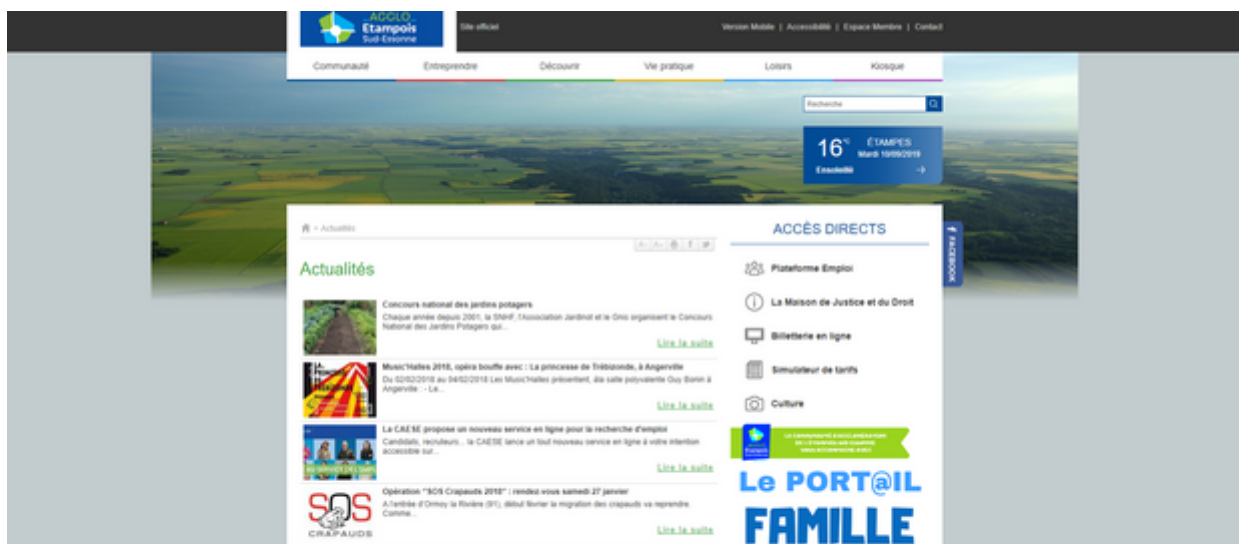 AGGLO
Etampois
Sud-Essonne
Site officiel
Version Mobile | Accessibilité | Espace Membre | Contact
Communauté
Entreprendre
Découvrir
Vie pratique
Loisirs
Kiosque
Recherche
16°
ÉTAMPES
Mardi 10/09/2019
Ensoleillé
FACEBOOK
> Actualités
Actualités
Concours national des jardins potagers
Chaque année depuis 2001, la SNHF, l'Association Jardinot et le Gnis organisent le Concours
National des Jardins Potagers qui...
Lire la suite
Music'Halles 2018, opéra bouffe avec : La princesse de Trébizonde, à Angerville
Du 02/02/2018 au 04/02/2018 Les Music'Halles présentent, àla salle polyvalente Guy Bonin à
Angerville : - La...
Lire la suite
La CAESE propose un nouveau service en ligne pour la recherche d'emploi
Candidats, recruteurs... la CAESE lance un tout nouveau service en ligne à votre intention
accessible sur...
Lire la suite
SOS
CRAPAUDS
Opération "SOS Crapauds 2018" : rendez-vous samedi 27 janvier
A l'entrée d'Ormoy la Rivière (91), début février la migration des crapauds va reprendre
Comme...
Lire la suite
ACCÈS DIRECTS
Plateforme Emploi
La Maison de Justice et du Droit
Billetterie en ligne
Simulateur de tarifs
Culture
Le PORT@IL
FAMILLE